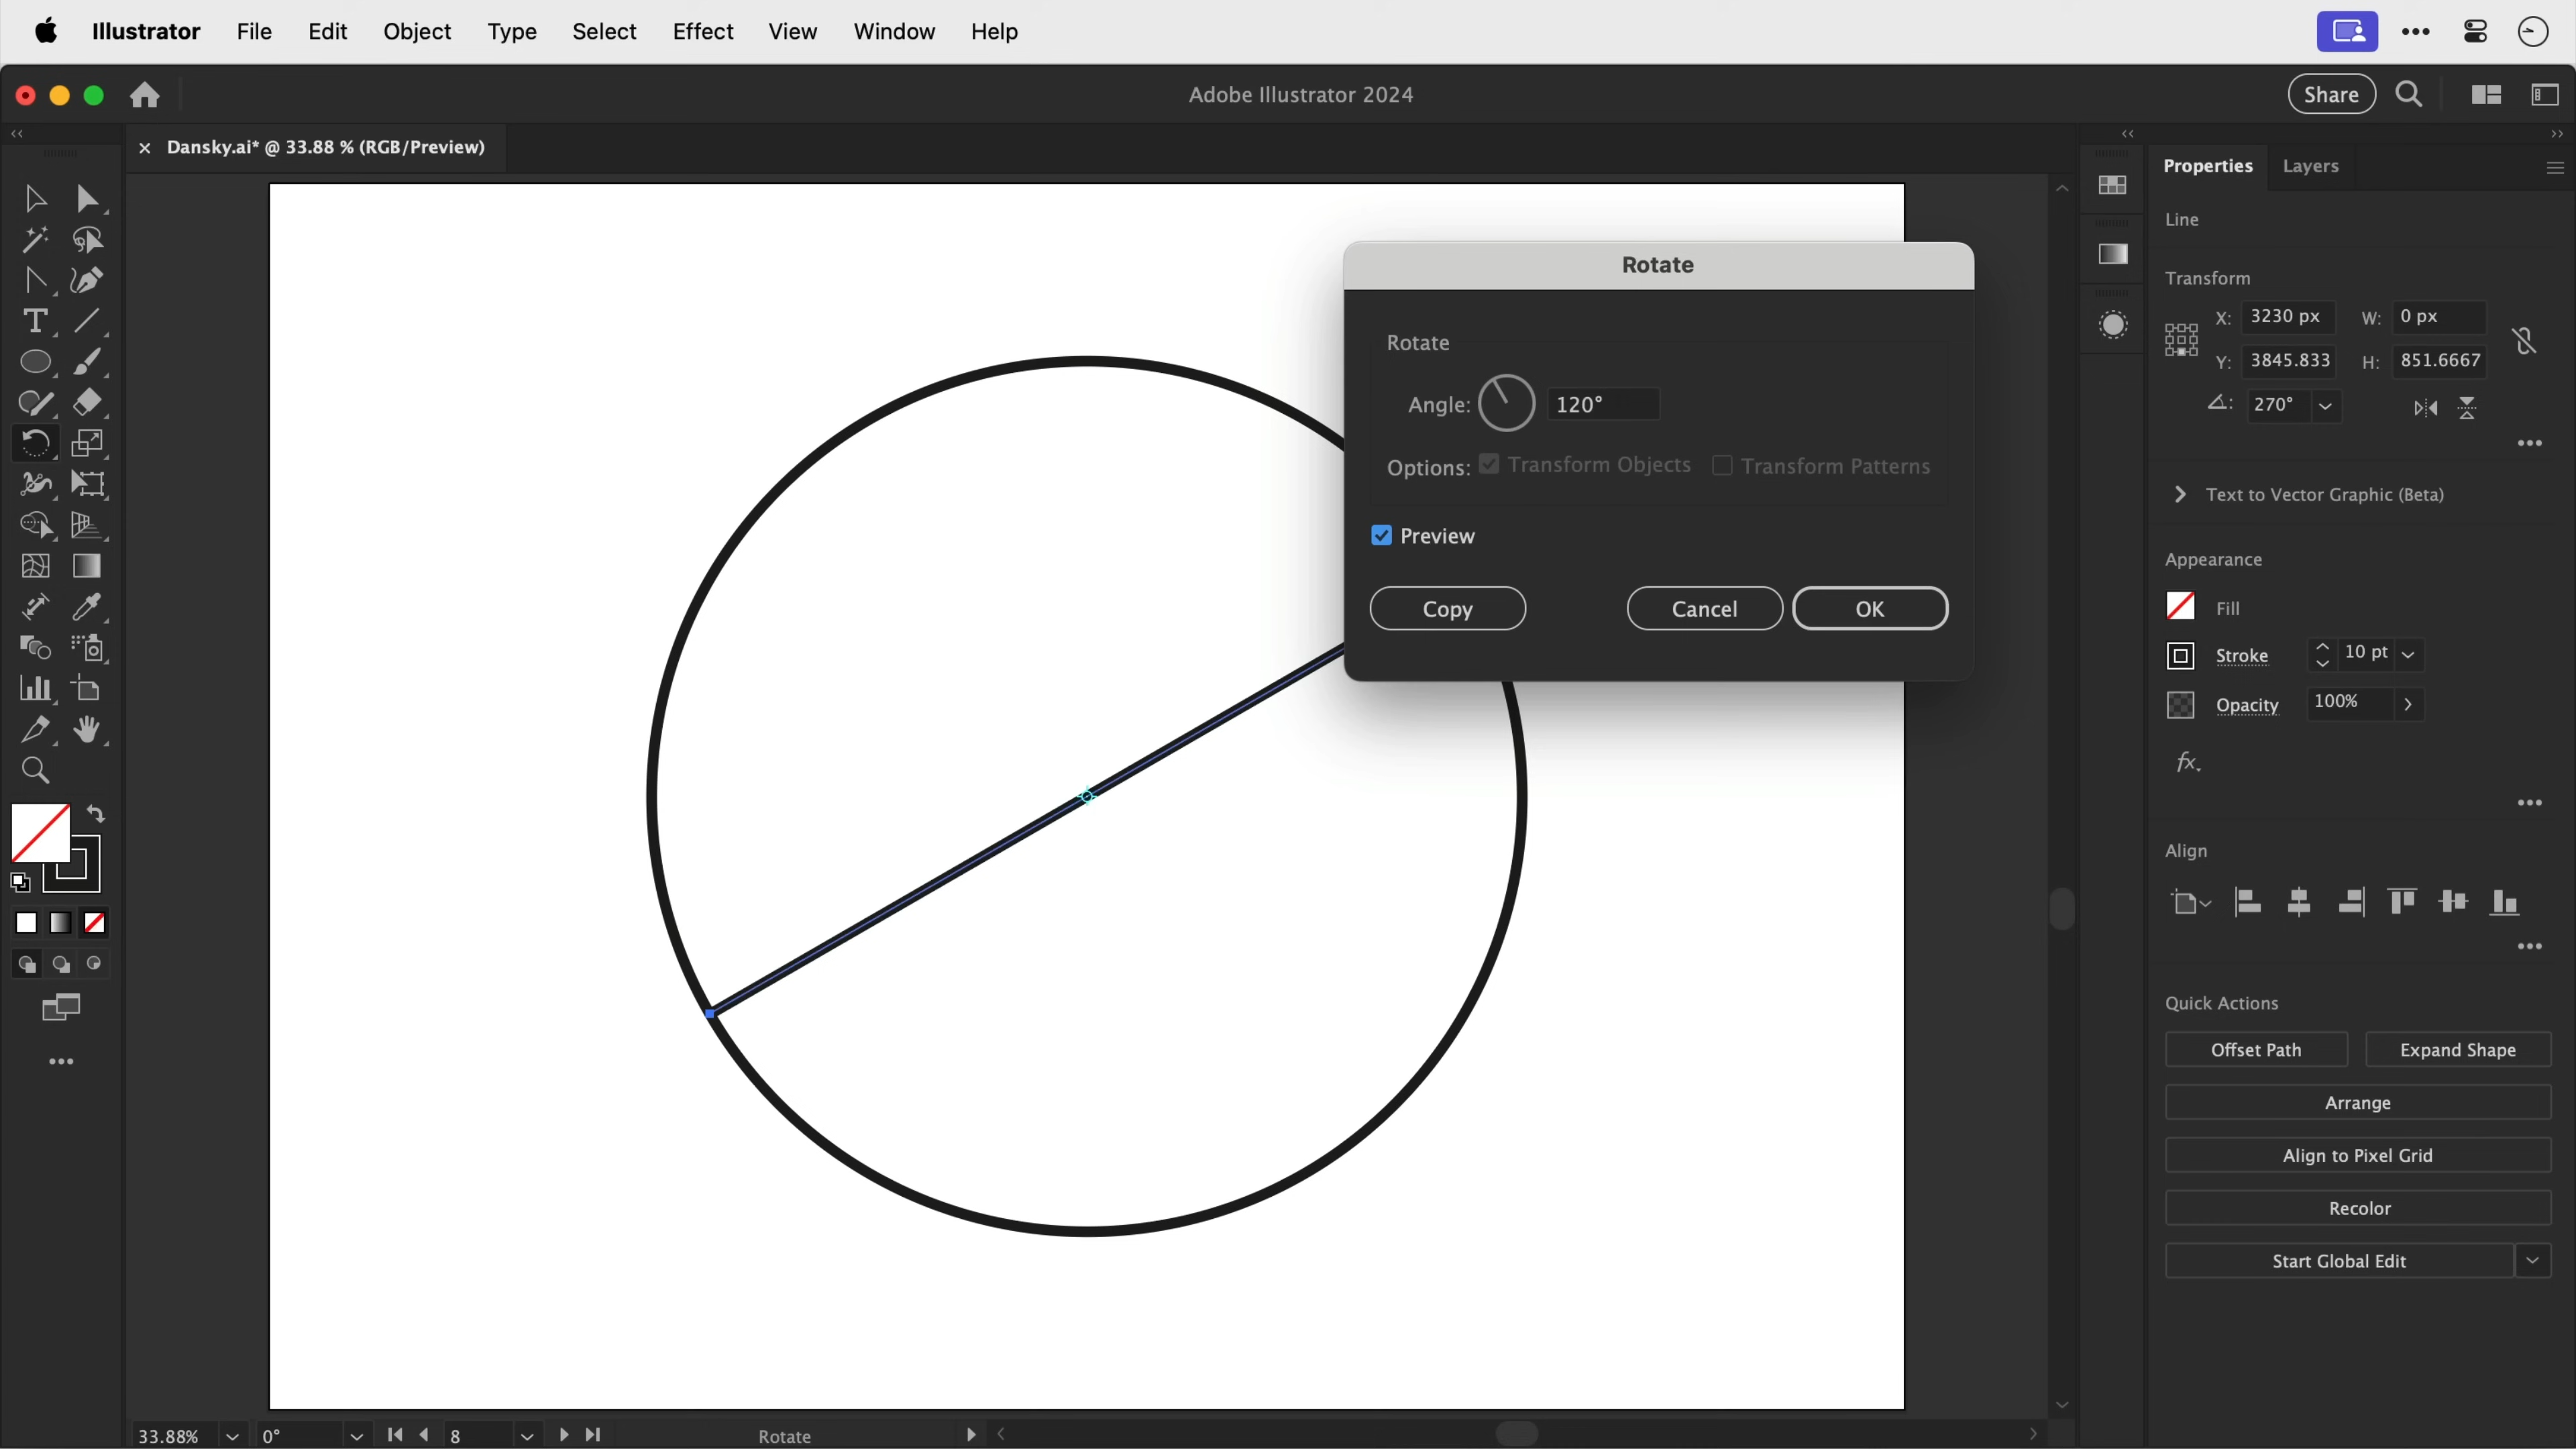 Illustrator File Edit Object Type Select Effect View Window Help
Adobe Illustrator 2024
Share
Dansky.ai* @ 33.88 % (RGB/Preview)
Properties Layers
Line
Transform
X: 3230 px W: 0 px
Y: 3845.833 H: 851.6667
270°
Text to Vector Graphic (Beta)
Appearance
Fill
Stroke 10 pt
Opacity 100%
fx
Align
Quick Actions
Offset Path Expand Shape
Arrange
Align to Pixel Grid
Recolor
Start Global Edit
Rotate
Rotate
Angle: 120°
Options: Transform Objects Transform Patterns
Preview
Copy Cancel OK
33.88% 0° 8 Rotate